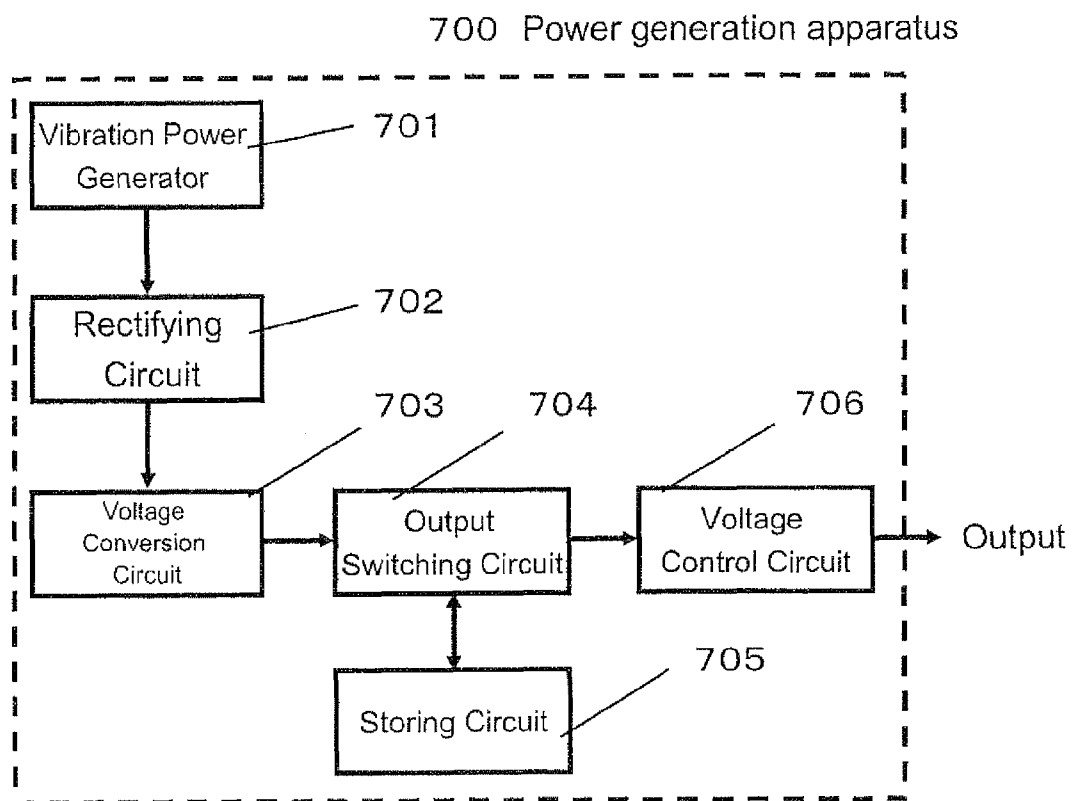 700 Power generation apparatus
Vibration Power
Generator
701
Rectifying
Circuit
702
Voltage
Conversion
Circuit
703
Output
Switching Circuit
704
Voltage
Control Circuit
706
Output
Storing Circuit
705